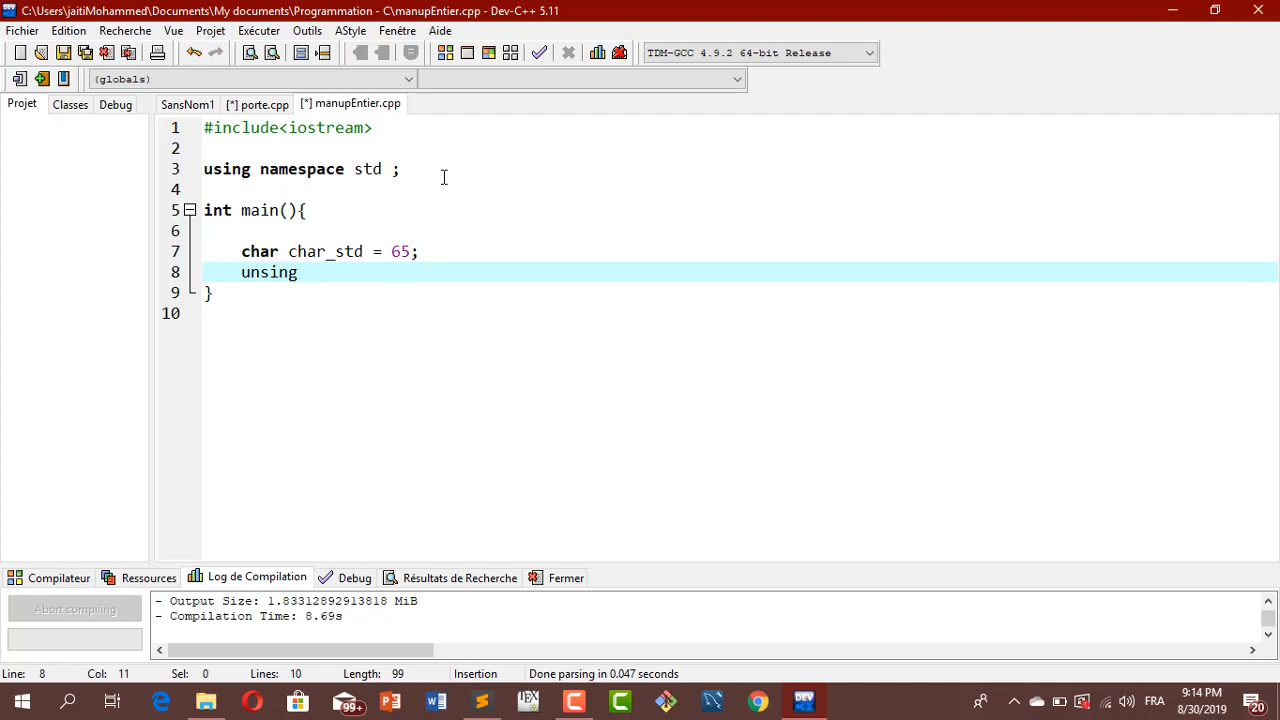 C:\Users\jaitiMohammed\Documents\My documents\Programmation - C\manupEntier.cpp - Dev-C++ 5.11
Fichier Edition Recherche Vue Projet Exécuter Outils AStyle Fenêtre Aide
TDM-GCC 4.9.2 64-bit Release
(globals)
Projet Classes Debug SansNom1 [*] porte.cpp [*] manupEntier.cpp
1 #include<iostream>
2
3 using namespace std ;
4
5 int main(){
6
7 char char_std = 65;
8 unsing
9 }
10
Compilateur Ressources Log de Compilation Debug Résultats de Recherche Fermer
Abort compiling
- Output Size: 1.83312892913818 MiB
- Compilation Time: 8.69s
Line: 8 Col: 11 Sel: 0 Lines: 10 Length: 99 Insertion Done parsing in 0.047 seconds
99+
DEV
FRA
9:14 PM
8/30/2019
20